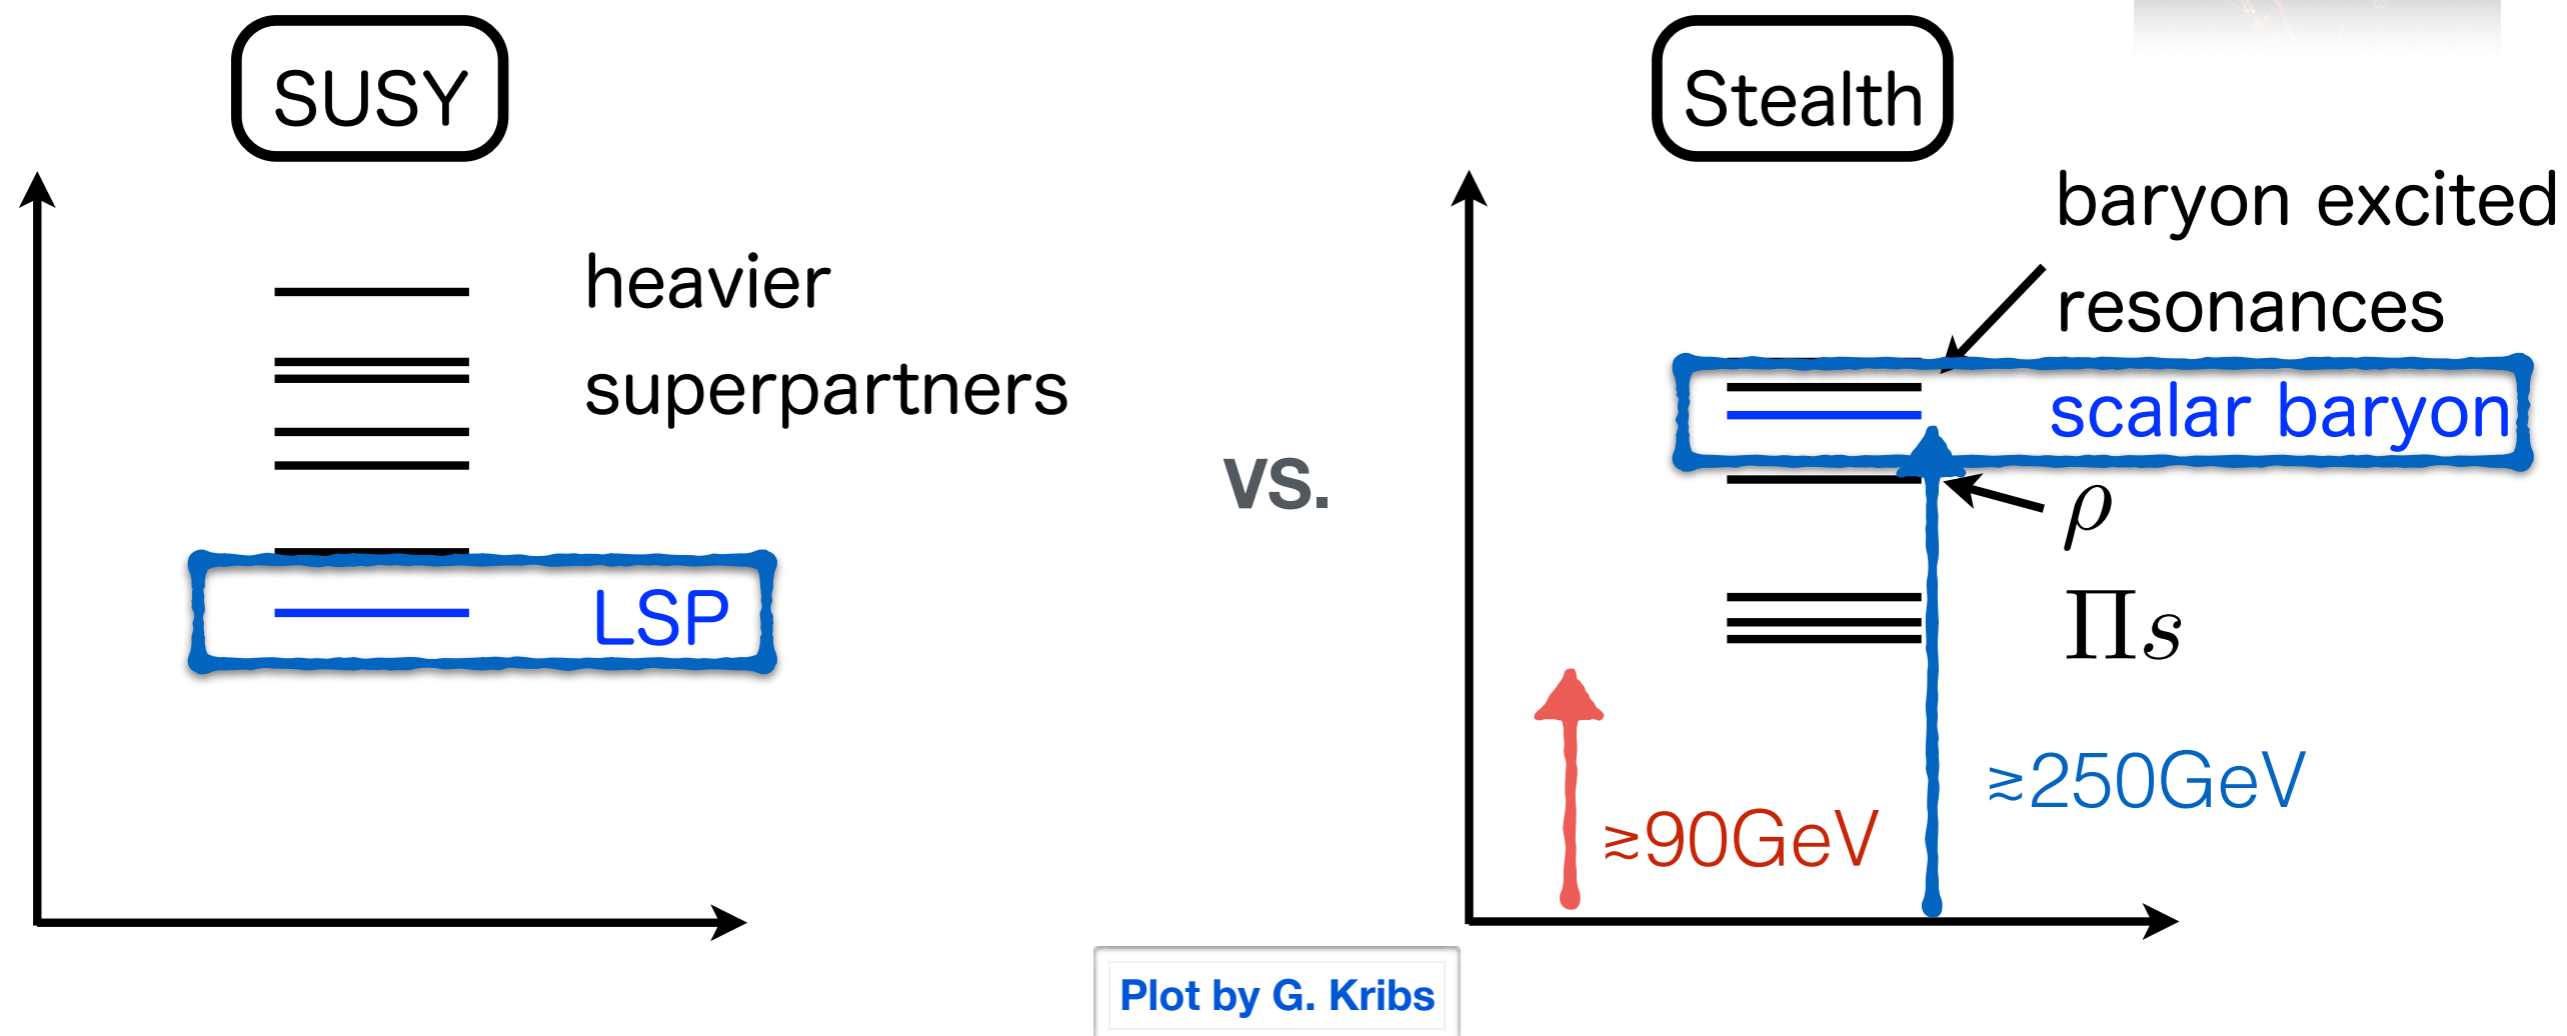 SUSY
heavier
superpartners
LSP
vs.
Stealth
baryon excited
resonances
scalar baryon
ρ
Πs
≳90GeV
≳250GeV
Plot by G. Kribs